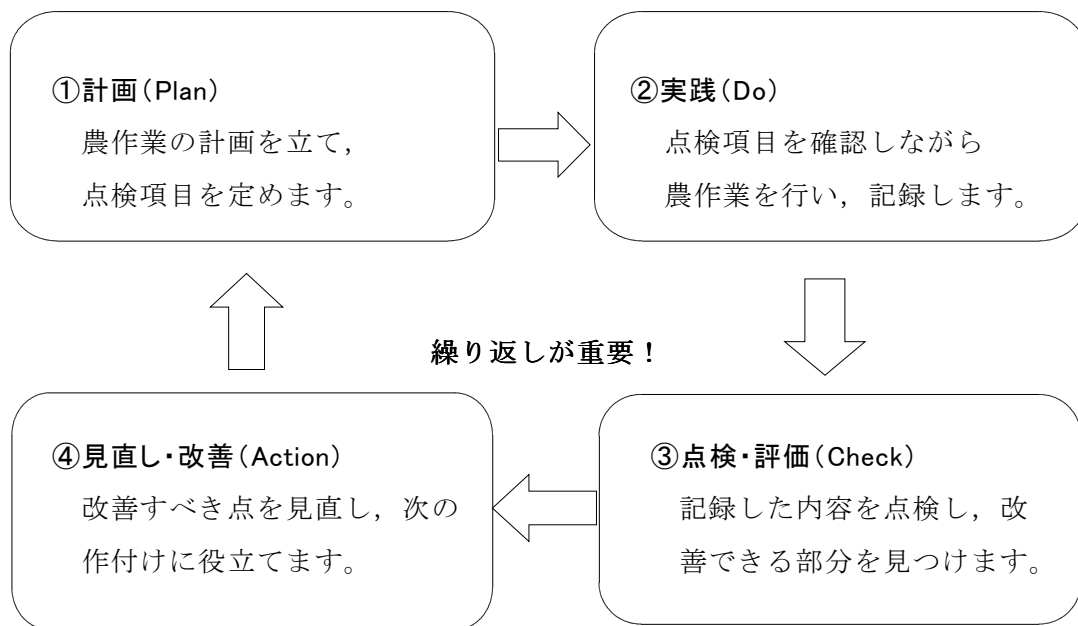 ①計画(Plan)
農作業の計画を立て，
点検項目を定めます。
②実践(Do)
点検項目を確認しながら
農作業を行い，記録します。
繰り返しが重要！
④見直し・改善(Action)
改善すべき点を見直し，次の
作付けに役立てます。
③点検・評価(Check)
記録した内容を点検し，改
善できる部分を見つけます。